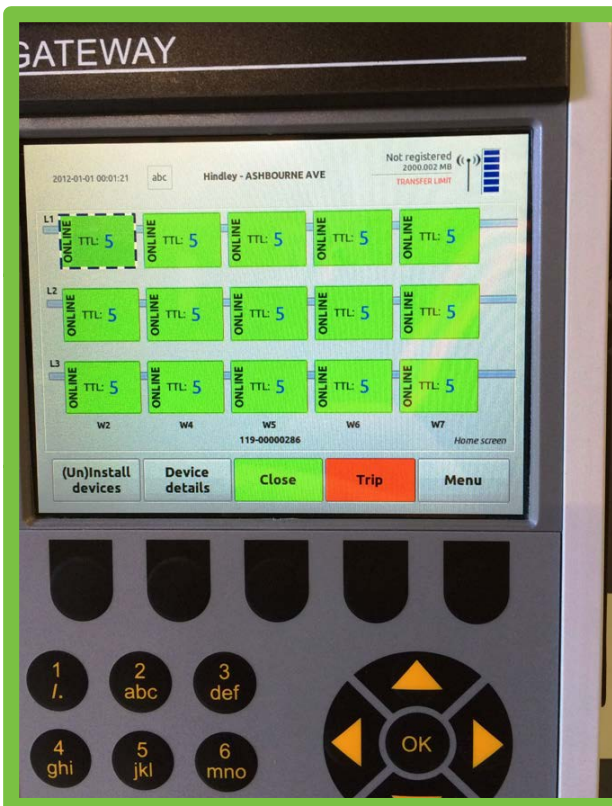 GATEWAY
2012-01-01 00:01:21 abc Hindley - ASHBOURNE AVE Not registered
2000.002 MB
TRANSFER LIMIT
L1 ONLINE TTL: 5 ONLINE TTL: 5 ONLINE TTL: 5 ONLINE TTL: 5 ONLINE TTL: 5
L2 ONLINE TTL: 5 ONLINE TTL: 5 ONLINE TTL: 5 ONLINE TTL: 5 ONLINE TTL: 5
L3 ONLINE TTL: 5 ONLINE TTL: 5 ONLINE TTL: 5 ONLINE TTL: 5 ONLINE TTL: 5
W2 W4 W5 W6 W7
119-00000286 Home screen
(Un)Install devices Device details Close Trip Menu
1 2 3
/. abc def
4 5 6
ghi jkl mno
OK